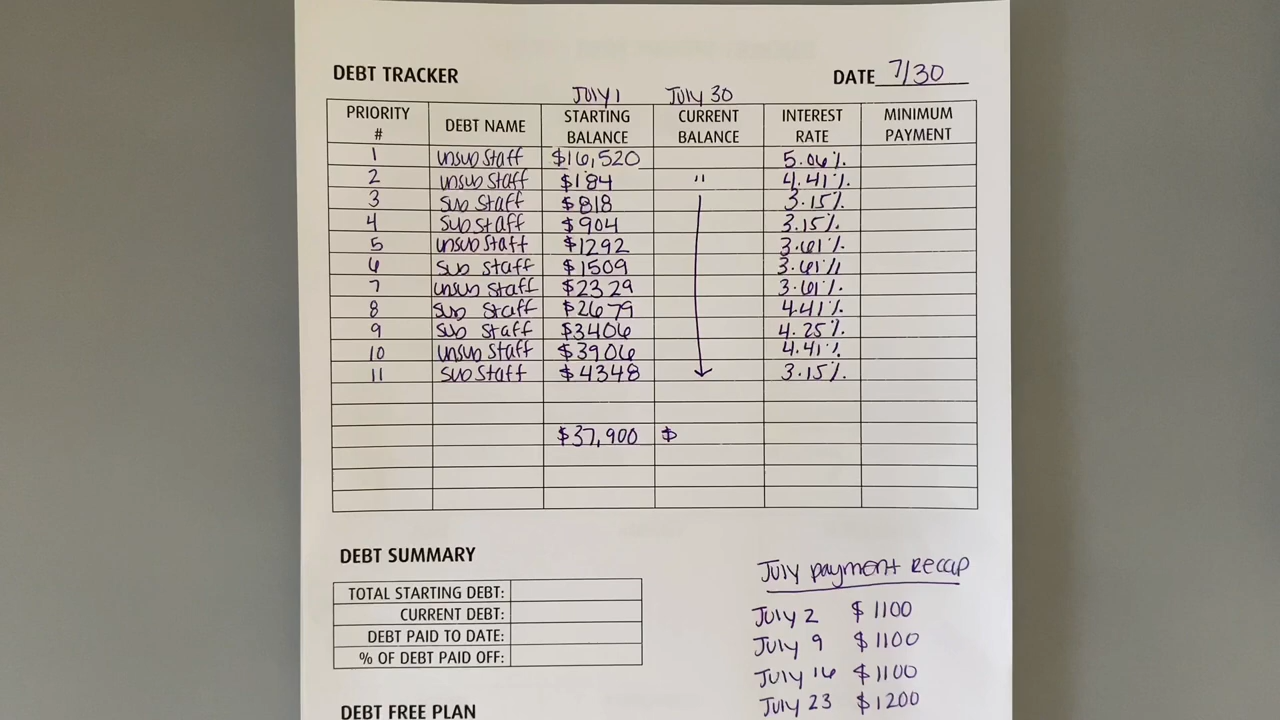 DEBT TRACKER DATE 7/30
July 1 July 30
PRIORITY # DEBT NAME STARTING BALANCE CURRENT BALANCE INTEREST RATE MINIMUM PAYMENT
1 unsub Staff $16,520 5.06%
2 unsub Staff $184 " 4.41%
3 Sub Staff $818 3.15%
4 Sub Staff $904 3.15%
5 unsub Staff $1292 3.61%
6 Sub Staff $1509 3.61%
7 unsub Staff $2329 3.61%
8 Sub Staff $2679 4.41%
9 Sub Staff $3406 4.25%
10 unsub Staff $3906 4.41%
11 Sub Staff $4348 3.15%
$37,900 $
DEBT SUMMARY
TOTAL STARTING DEBT:
CURRENT DEBT:
DEBT PAID TO DATE:
% OF DEBT PAID OFF:
July payment Recap
July 2 $1100
July 9 $1100
July 16 $1100
July 23 $1200
DEBT FREE PLAN